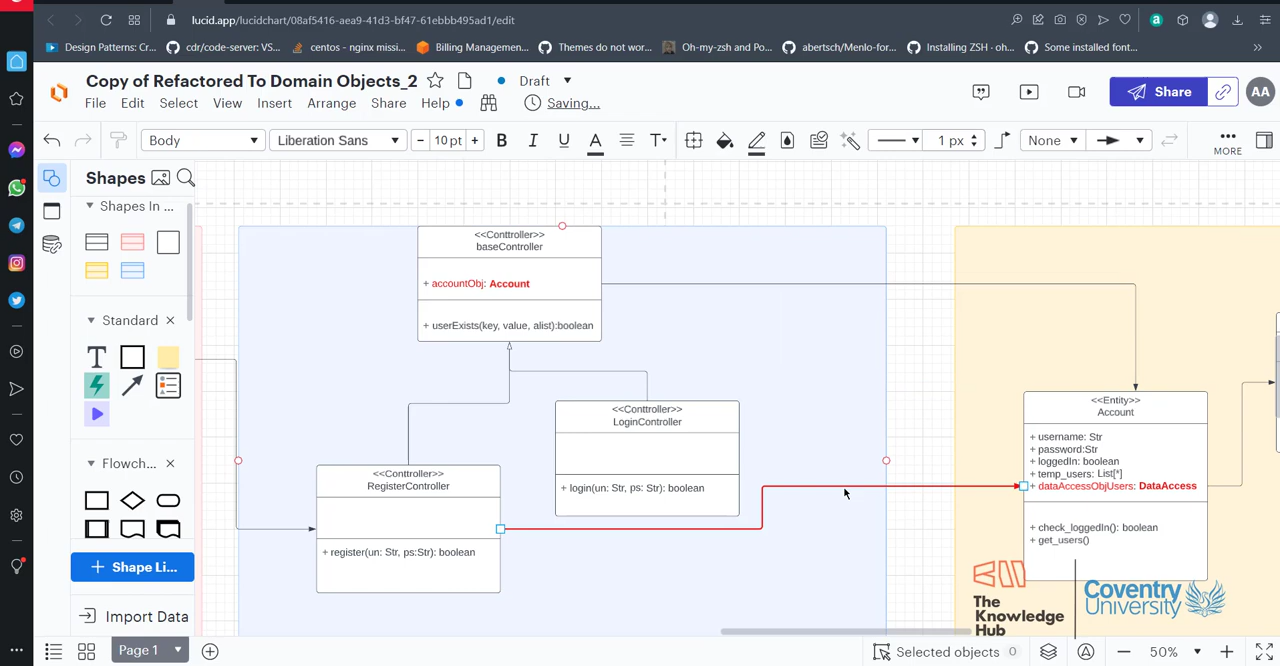 lucid.app/lucidchart/08af5416-aea9-41d3-bf47-61ebbb495ad1/edit
Design Patterns: Cr...
cdr/code-server: VS...
centos - nginx missi...
Billing Managemen...
Themes do not wor...
Oh-my-zsh and Po...
abertsch/Menlo-for...
Installing ZSH · oh...
Some installed font...
Copy of Refactored To Domain Objects_2
Draft
File Edit Select View Insert Arrange Share Help
Saving...
Share
AA
Body
Liberation Sans
10 pt
B I U A T
1 px
None
MORE
Shapes
Shapes In ...
Standard
T
Flowch...
Shape Li...
Import Data
<<Conttroller>>
baseController
+ accountObj: Account
+ userExists(key, value, alist):boolean
<<Conttroller>>
LoginController
+ login(un: Str, ps: Str): boolean
<<Conttroller>>
RegisterController
+ register(un: Str, ps:Str): boolean
<<Entity>>
Account
+ username: Str
+ password:Str
+ loggedIn: boolean
+ temp_users: List[*]
+ dataAccessObjUsers: DataAccess
+ check_loggedIn(): boolean
+ get_users()
The
Knowledge
Hub
Coventry
University
Page 1
Selected objects 0
50%